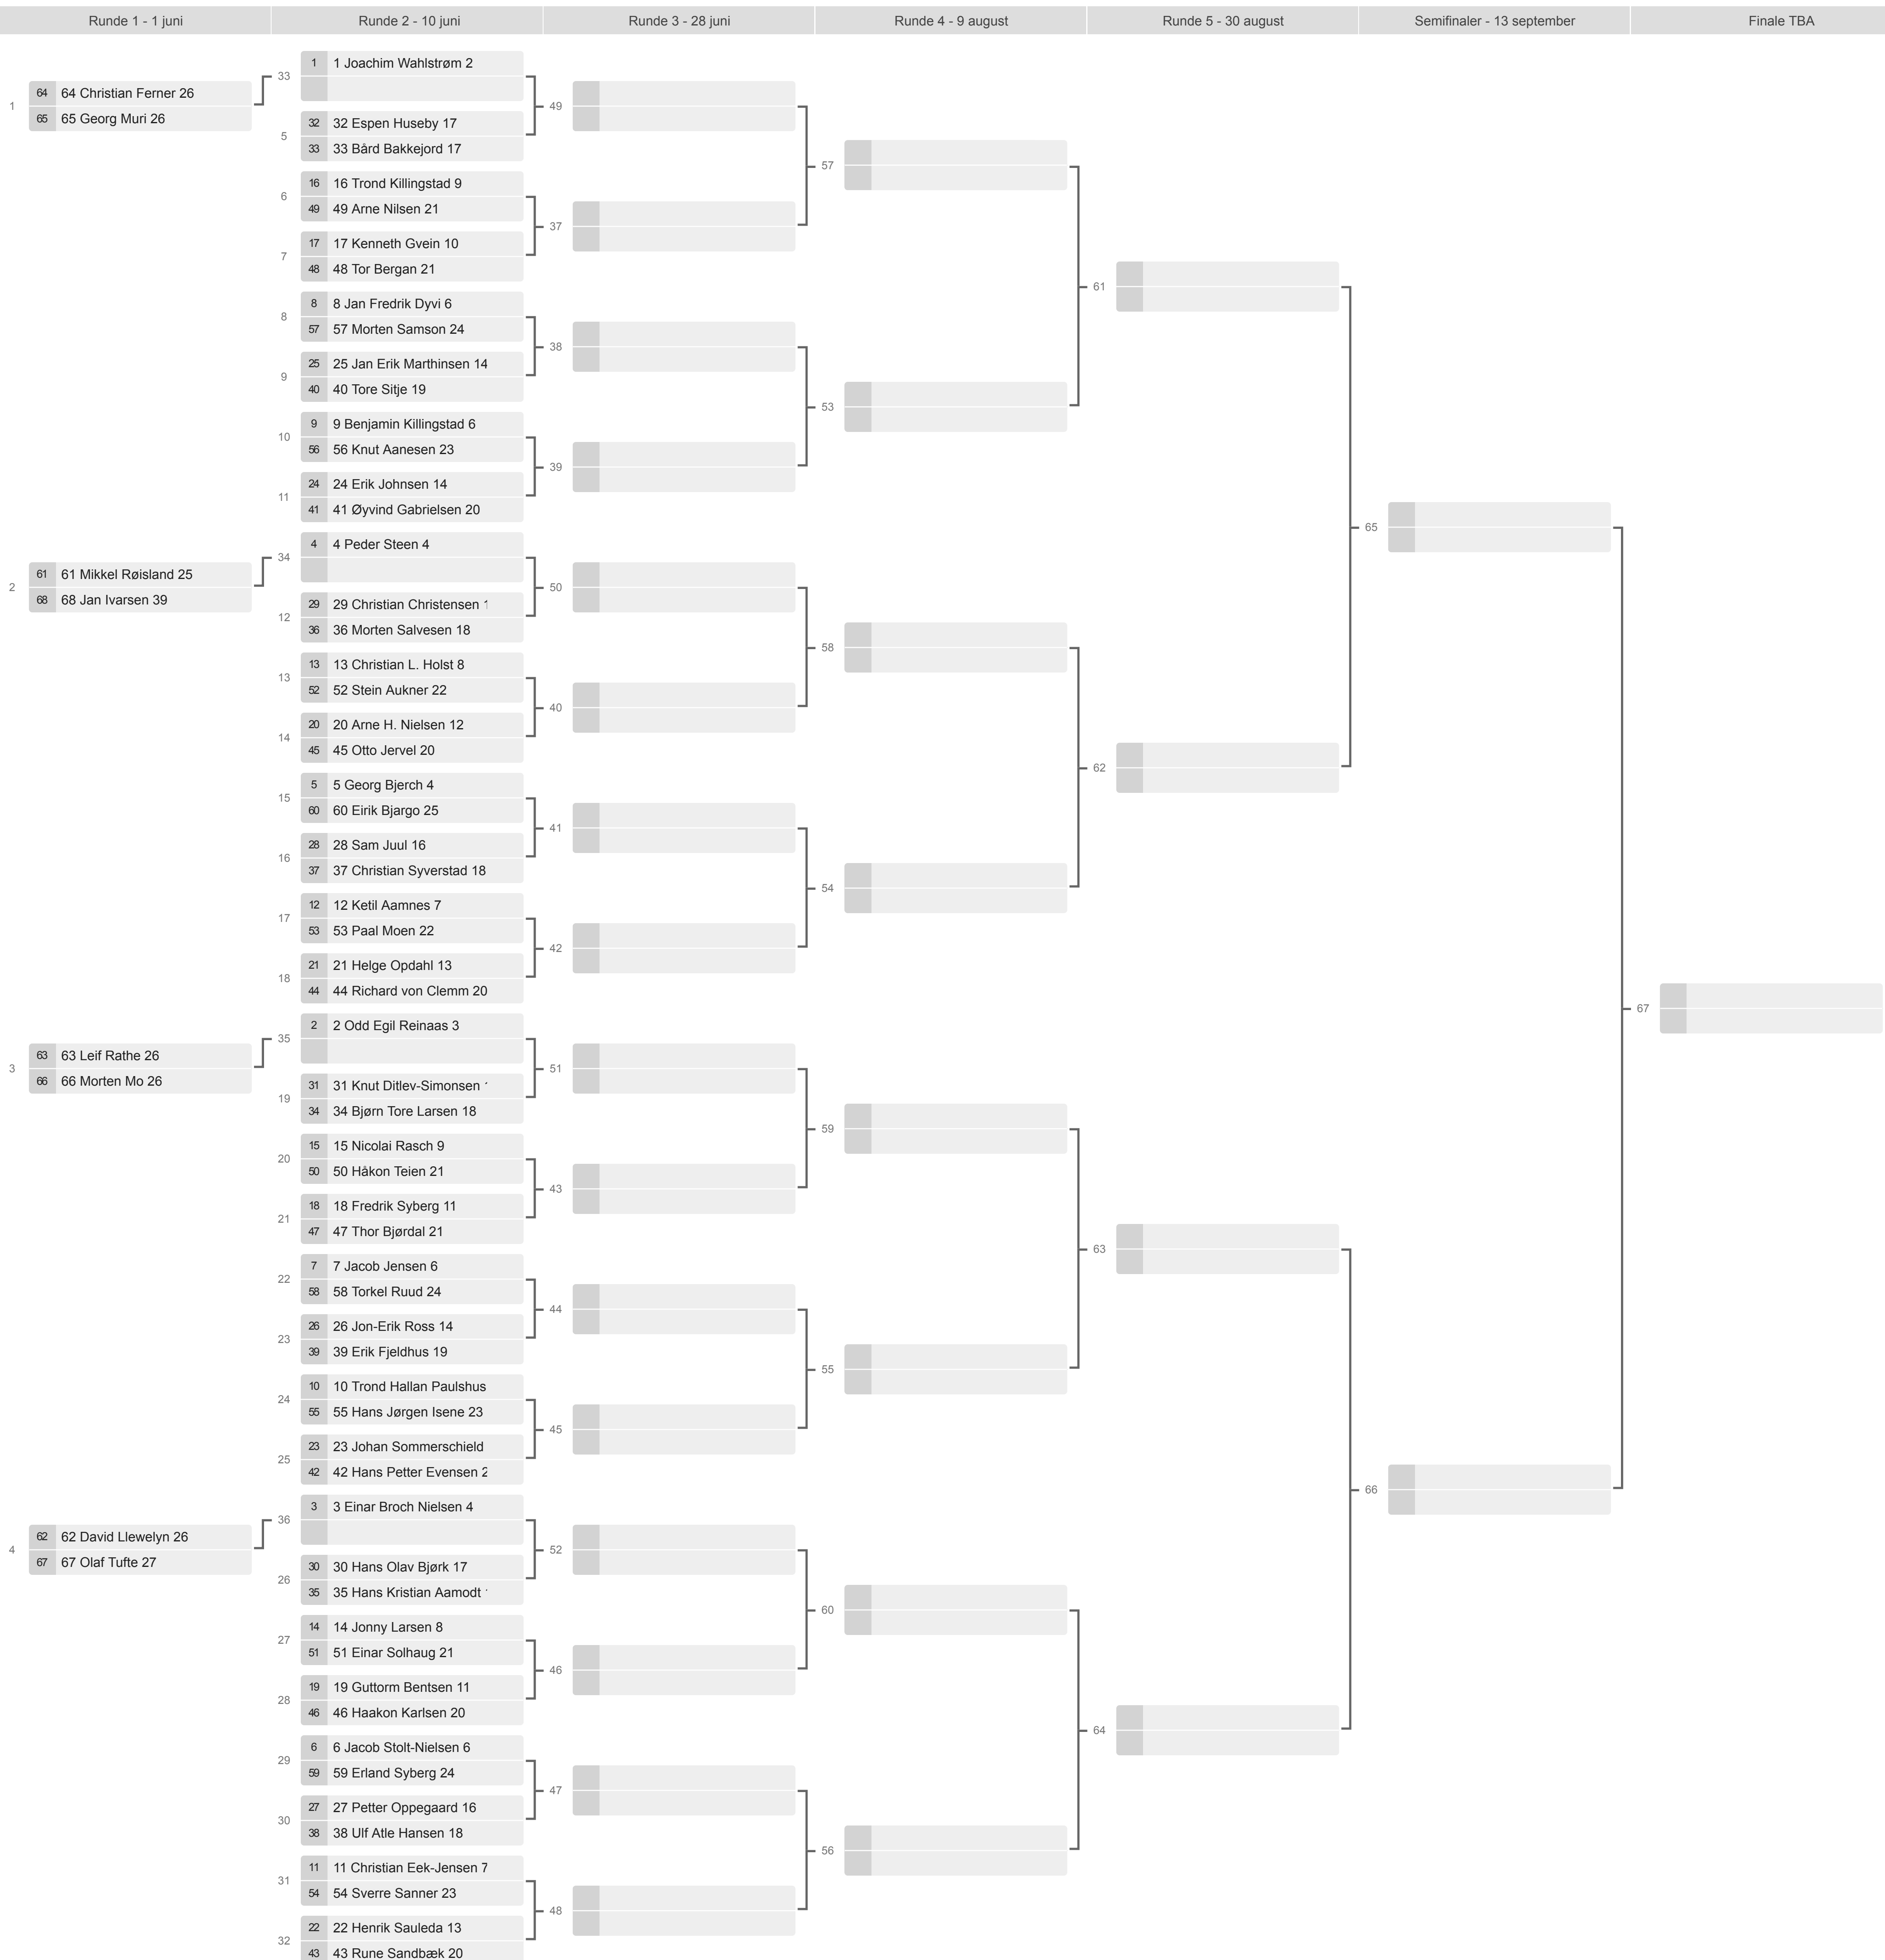 Runde 1 - 1 juni
Runde 2 - 10 juni
Runde 3 - 28 juni
Runde 4 - 9 august
Runde 5 - 30 august
Semifinaler - 13 september
Finale TBA
1
64 64 Christian Ferner 26
65 65 Georg Muri 26
2
61 61 Mikkel Røisland 25
68 68 Jan Ivarsen 39
3
63 63 Leif Rathe 26
66 66 Morten Mo 26
4
62 62 David Llewelyn 26
67 67 Olaf Tufte 27
33
1 1 Joachim Wahlstrøm 2
5
32 32 Espen Huseby 17
33 33 Bård Bakkejord 17
6
16 16 Trond Killingstad 9
49 49 Arne Nilsen 21
7
17 17 Kenneth Gvein 10
48 48 Tor Bergan 21
8
8 8 Jan Fredrik Dyvi 6
57 57 Morten Samson 24
9
25 25 Jan Erik Marthinsen 14
40 40 Tore Sitje 19
10
9 9 Benjamin Killingstad 6
56 56 Knut Aanesen 23
11
24 24 Erik Johnsen 14
41 41 Øyvind Gabrielsen 20
34
4 4 Peder Steen 4
12
29 29 Christian Christensen
36 36 Morten Salvesen 18
13
13 13 Christian L. Holst 8
52 52 Stein Aukner 22
14
20 20 Arne H. Nielsen 12
45 45 Otto Jervel 20
15
5 5 Georg Bjerch 4
60 60 Eirik Bjargo 25
16
28 28 Sam Juul 16
37 37 Christian Syverstad 18
17
12 12 Ketil Aamnes 7
53 53 Paal Moen 22
18
21 21 Helge Opdahl 13
44 44 Richard von Clemm 20
35
2 2 Odd Egil Reinaas 3
19
31 31 Knut Ditlev-Simonsen
34 34 Bjørn Tore Larsen 18
20
15 15 Nicolai Rasch 9
50 50 Håkon Teien 21
21
18 18 Fredrik Syberg 11
47 47 Thor Bjørdal 21
22
7 7 Jacob Jensen 6
58 58 Torkel Ruud 24
23
26 26 Jon-Erik Ross 14
39 39 Erik Fjeldhus 19
24
10 10 Trond Hallan Paulshus
55 55 Hans Jørgen Isene 23
25
23 23 Johan Sommerschield
42 42 Hans Petter Evensen
36
3 3 Einar Broch Nielsen 4
26
30 30 Hans Olav Bjørk 17
35 35 Hans Kristian Aamodt
27
14 14 Jonny Larsen 8
51 51 Einar Solhaug 21
28
19 19 Guttorm Bentsen 11
46 46 Haakon Karlsen 20
29
6 6 Jacob Stolt-Nielsen 6
59 59 Erland Syberg 24
30
27 27 Petter Oppegaard 16
38 38 Ulf Atle Hansen 18
31
11 11 Christian Eek-Jensen 7
54 54 Sverre Sanner 23
32
22 22 Henrik Sauleda 13
43 43 Rune Sandbæk 20
49
37
38
39
50
40
41
42
51
43
44
45
52
46
47
48
57
53
58
54
59
55
60
56
61
62
63
64
65
66
67